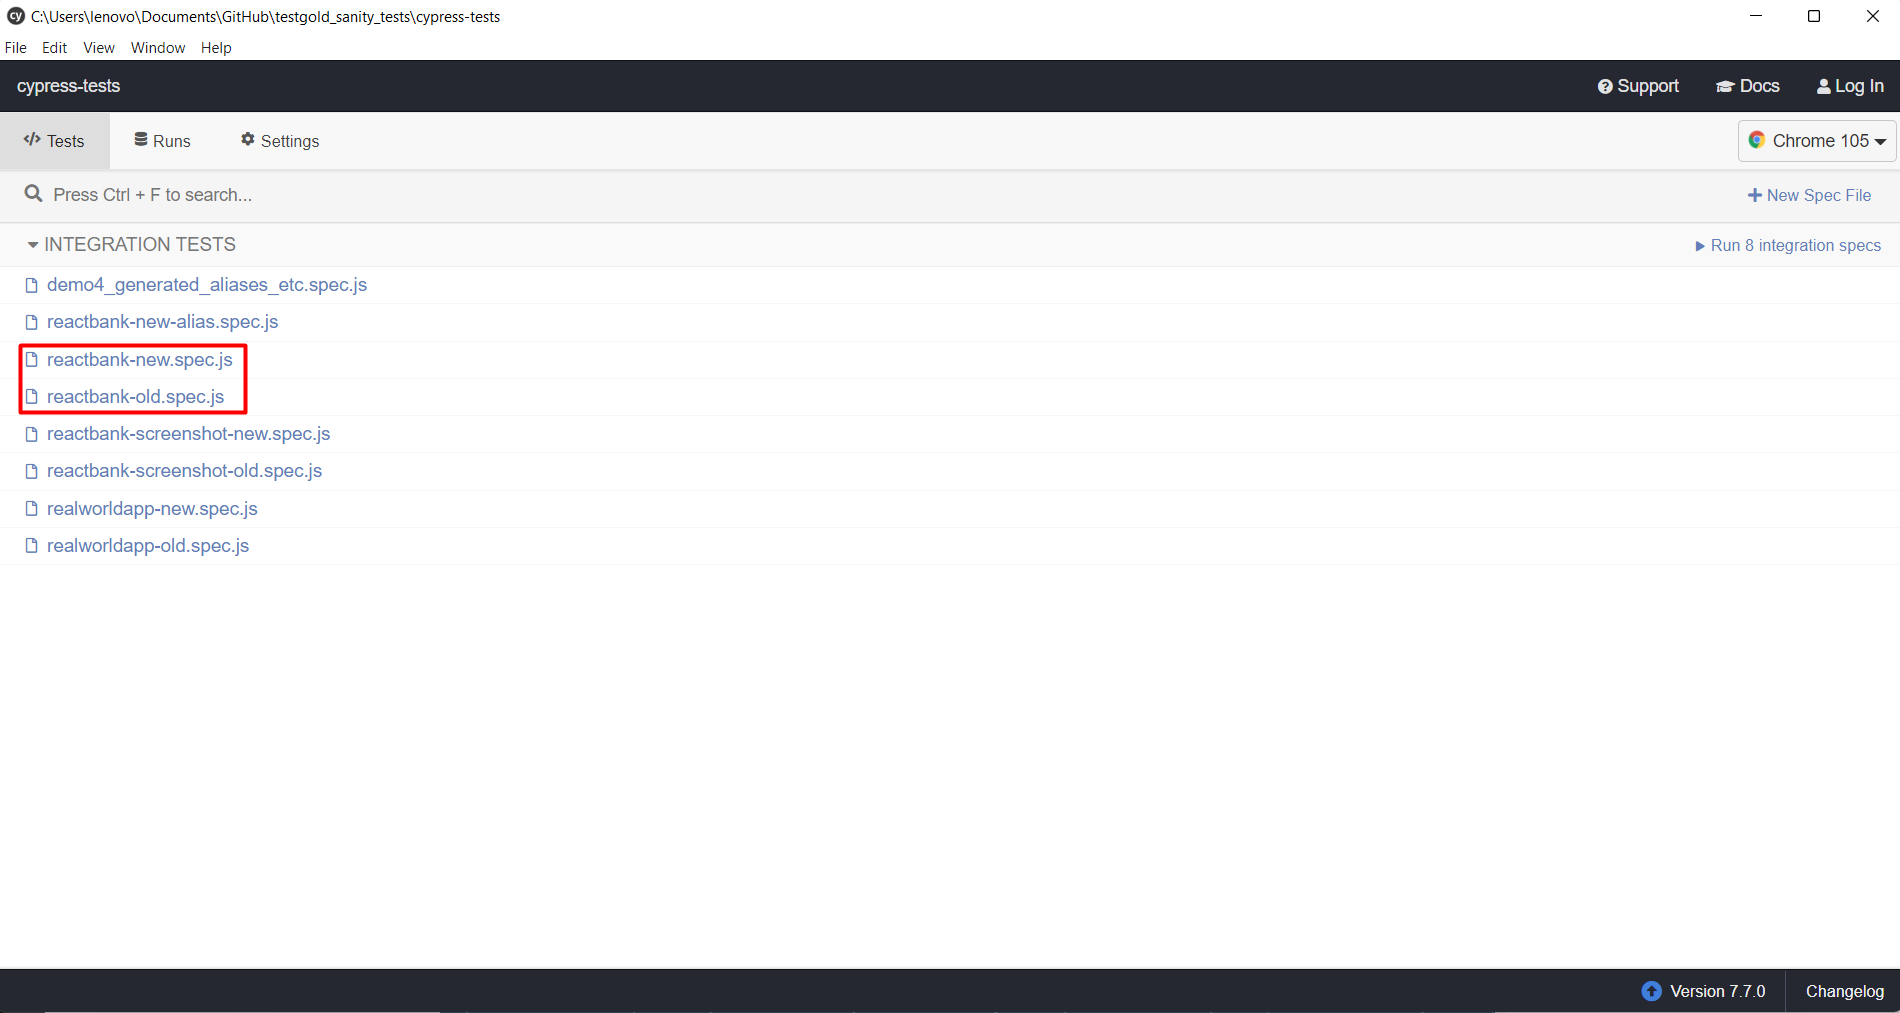 cy C:\Users\lenovo\Documents\GitHub\testgold_sanity_tests\cypress-tests
File Edit View Window Help
cypress-tests Support Docs Log In
Tests Runs Settings Chrome 105
Press Ctrl + F to search... New Spec File
INTEGRATION TESTS Run 8 integration specs
demo4_generated_aliases_etc.spec.js
reactbank-new-alias.spec.js
reactbank-new.spec.js
reactbank-old.spec.js
reactbank-screenshot-new.spec.js
reactbank-screenshot-old.spec.js
realworldapp-new.spec.js
realworldapp-old.spec.js
Version 7.7.0 Changelog